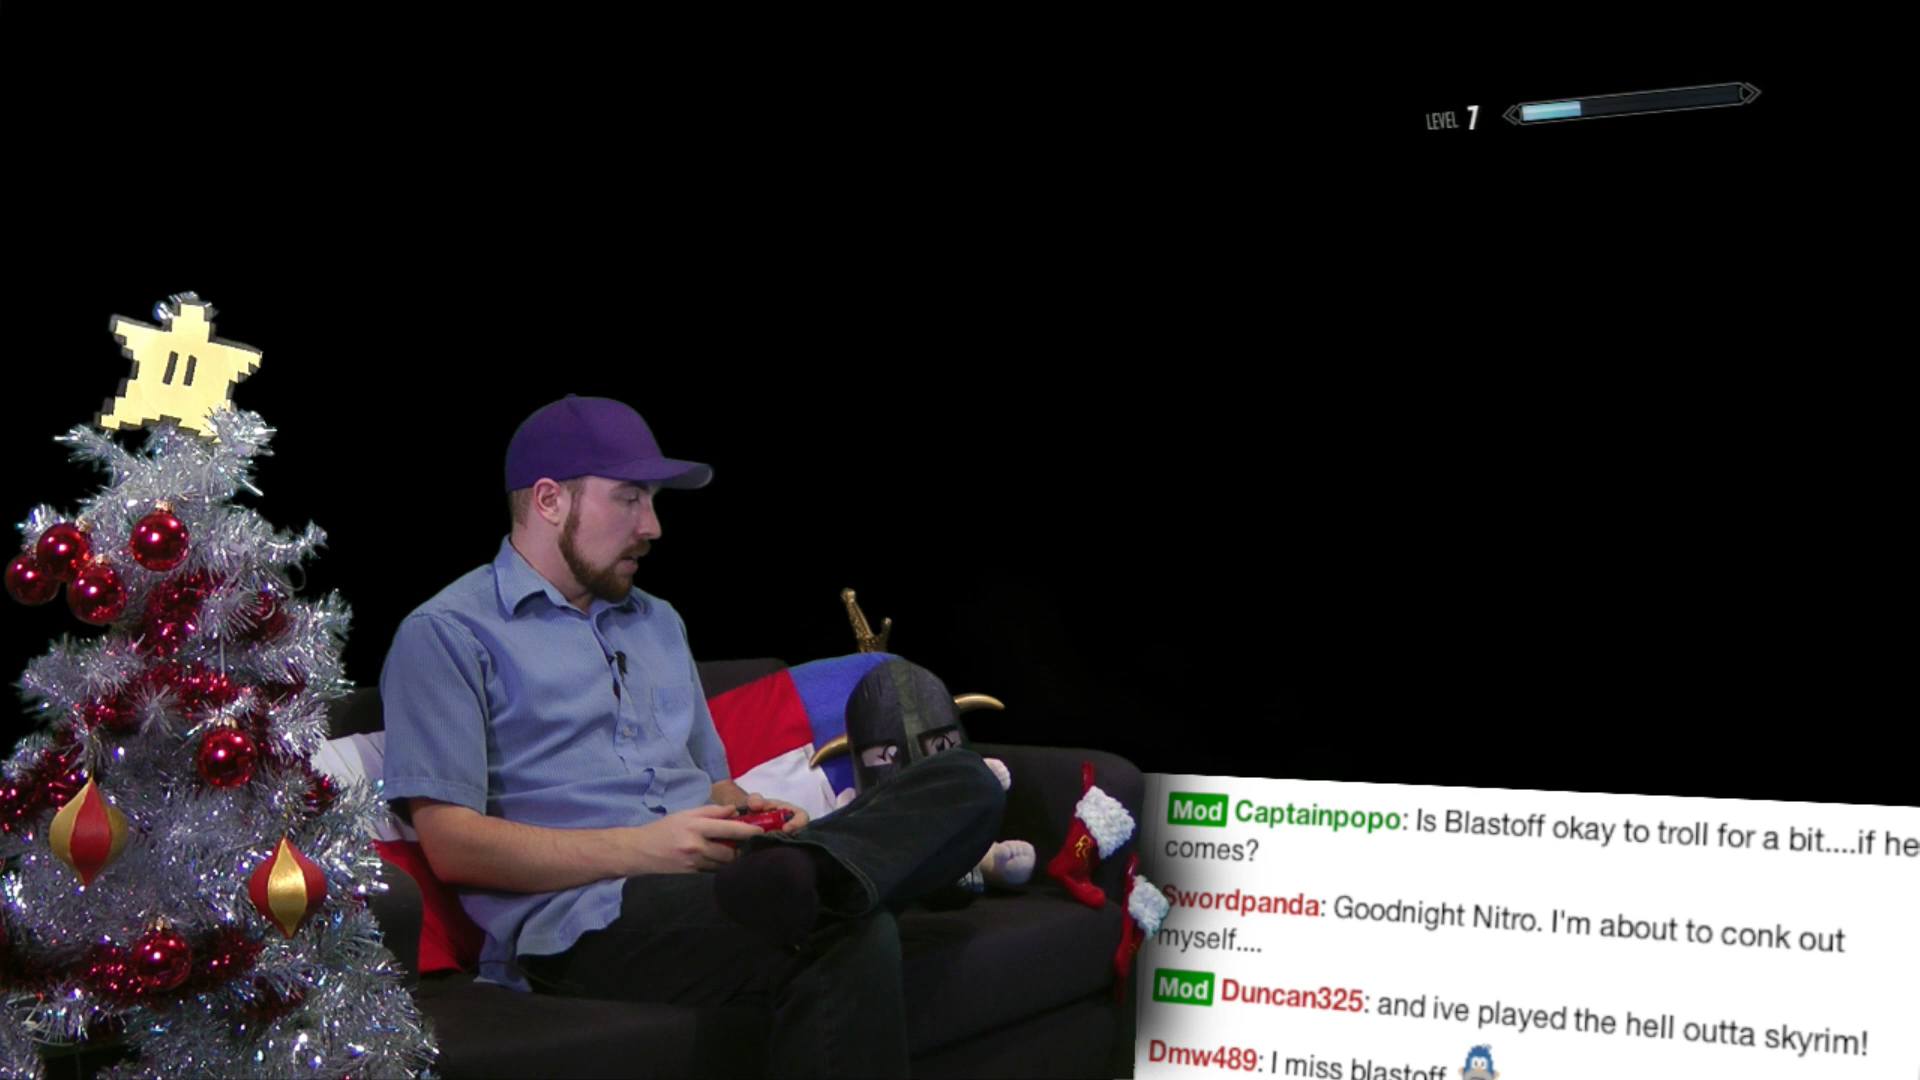 LEVEL 7
Mod Captainpopo: Is Blastoff okay to troll for a bit....if he
comes?
Swordpanda: Goodnight Nitro. I'm about to conk out
myself....
Mod Duncan325: and ive played the hell outta skyrim!
Dmw489: I miss blastoff